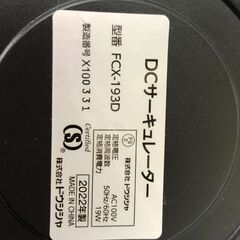 DCサーキュレーター
型番 FCX-193D
製造番号 X100331
定格電圧 AC100V
定格周波数 50Hz/60Hz
定格消費電力 19W
株式会社 ドウシシャ
Certified
S
株式会社 ドウシシャ
2022年製
MADE IN CHINA